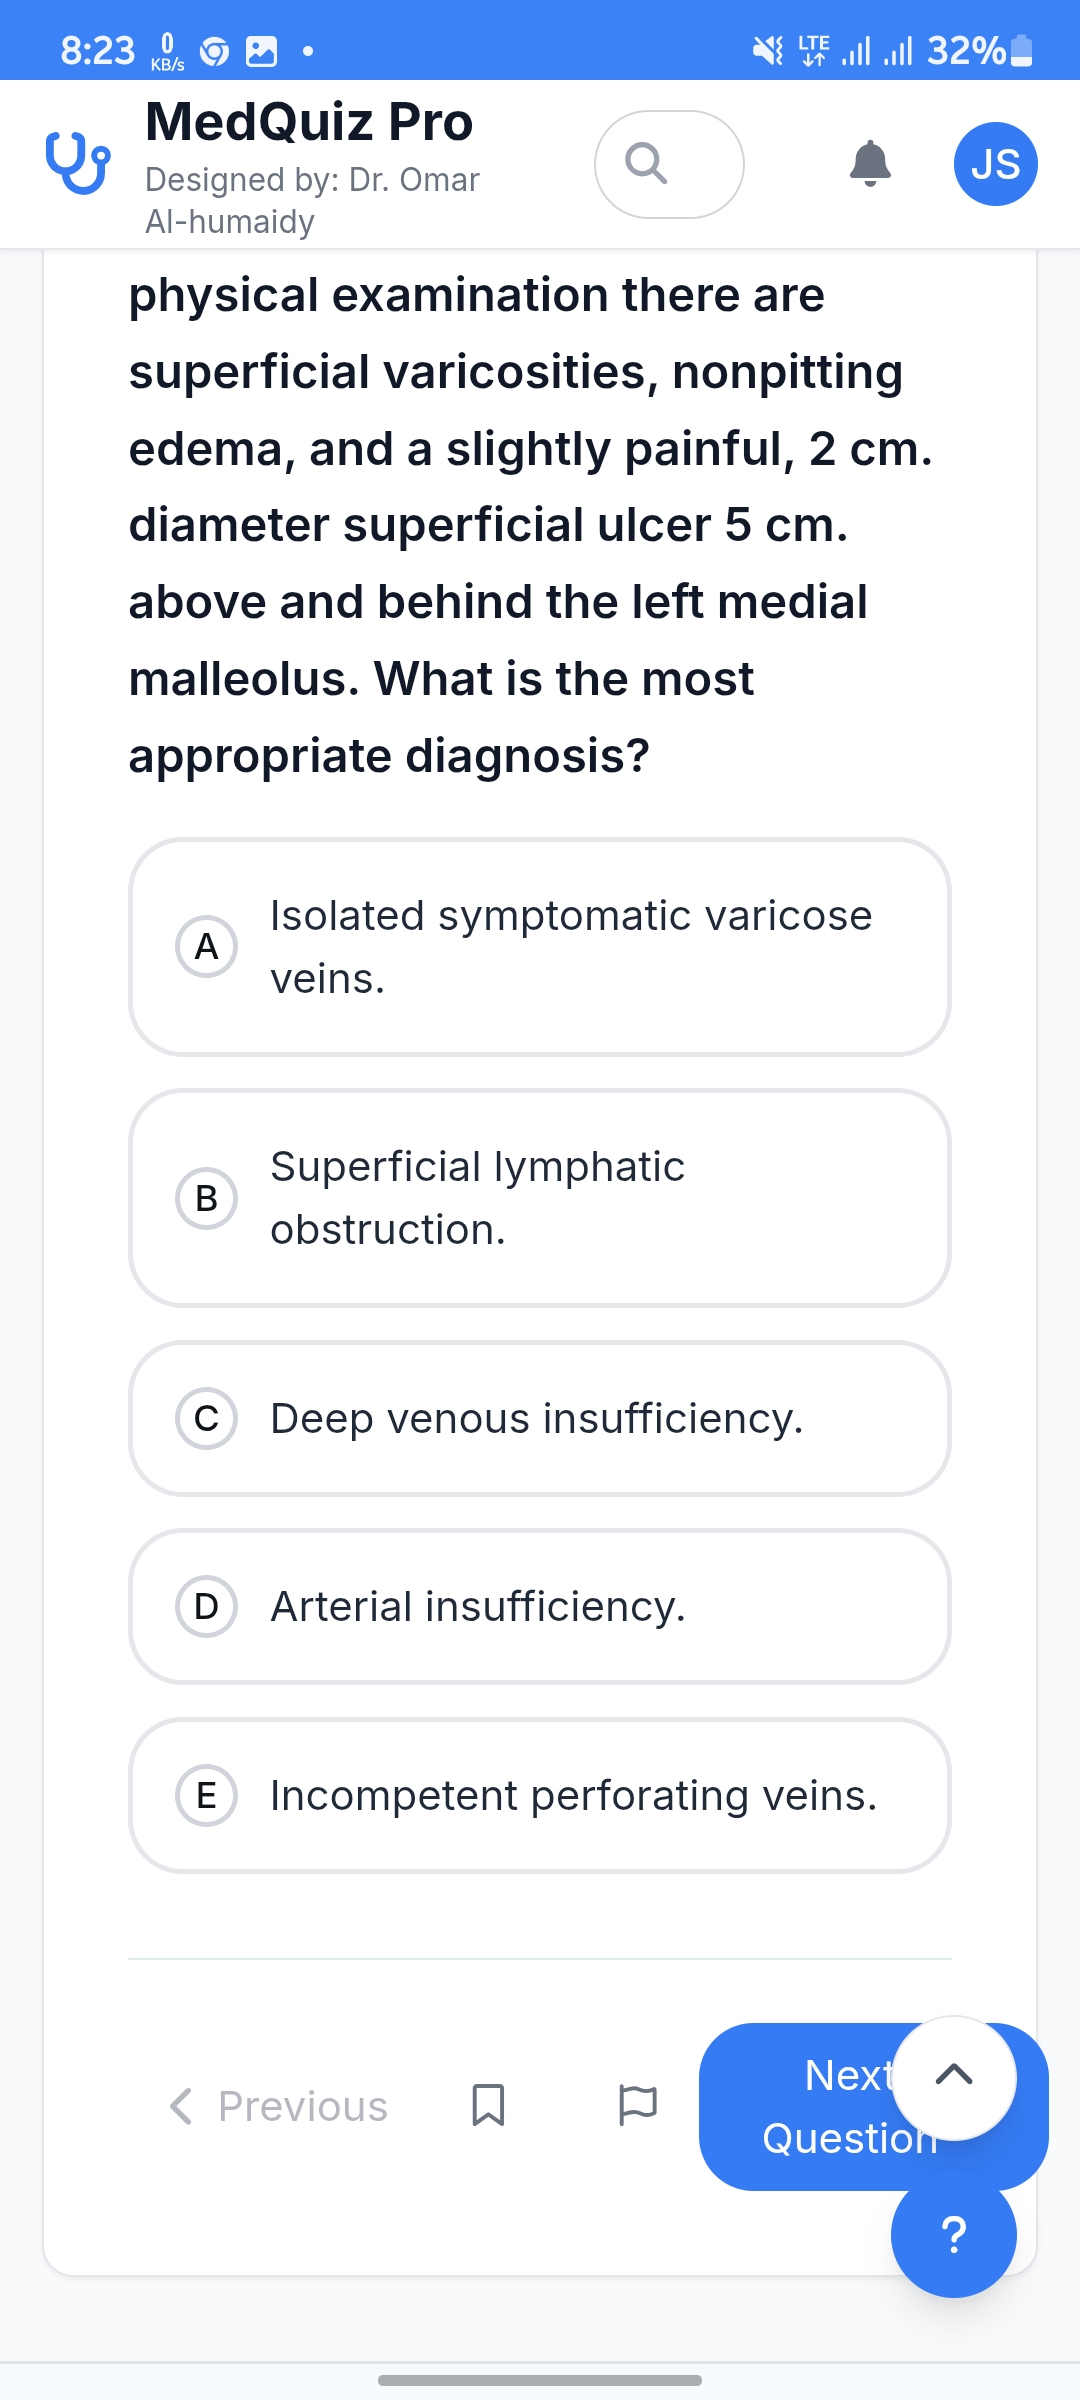 8:23 0 KB/s LTE 32%
MedQuiz Pro
Designed by: Dr. Omar
Al-humaidy
JS
physical examination there are
superficial varicosities, nonpitting
edema, and a slightly painful, 2 cm.
diameter superficial ulcer 5 cm.
above and behind the left medial
malleolus. What is the most
appropriate diagnosis?
A Isolated symptomatic varicose
veins.
B Superficial lymphatic
obstruction.
C Deep venous insufficiency.
D Arterial insufficiency.
E Incompetent perforating veins.
Previous
Next
Question
?